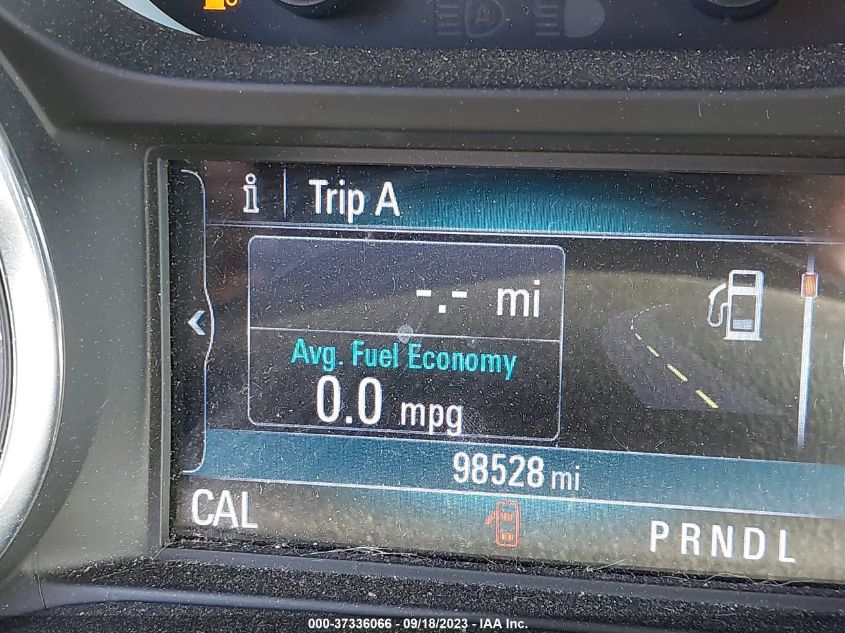 i Trip A
-.- mi
Avg. Fuel Economy
0.0 mpg
98528 mi
CAL
PRNDL
000-37336066 - 09/18/2023 - IAA Inc.